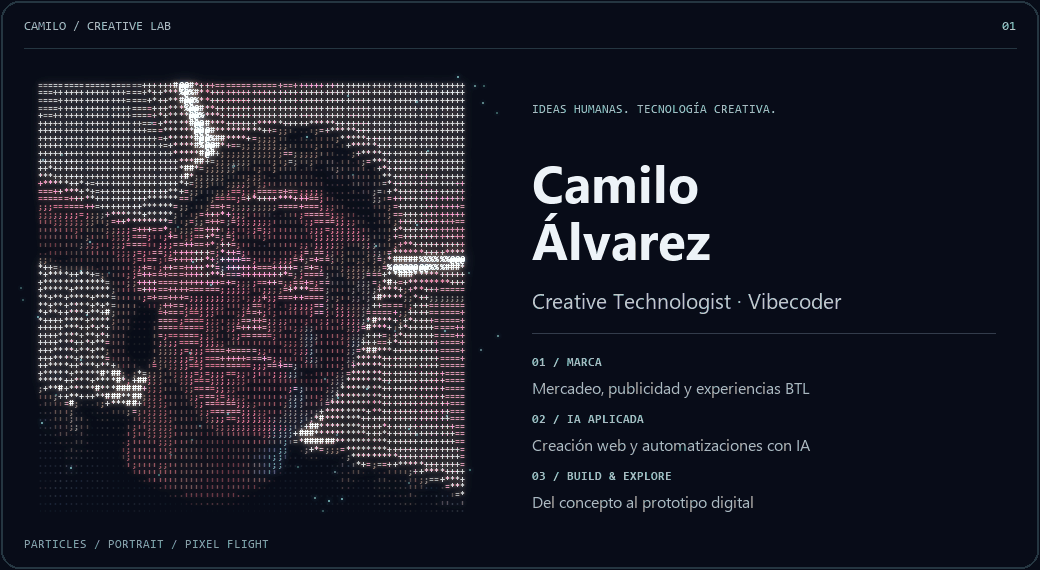 CAMILO / CREATIVE LAB
01
IDEAS HUMANAS. TECNOLOGÍA CREATIVA.
Camilo
Álvarez
Creative Technologist · Vibecoder
01 / MARCA
Mercadeo, publicidad y experiencias BTL
02 / IA APLICADA
Creación web y automatizaciones con IA
03 / BUILD & EXPLORE
Del concepto al prototipo digital
PARTICLES / PORTRAIT / PIXEL FLIGHT